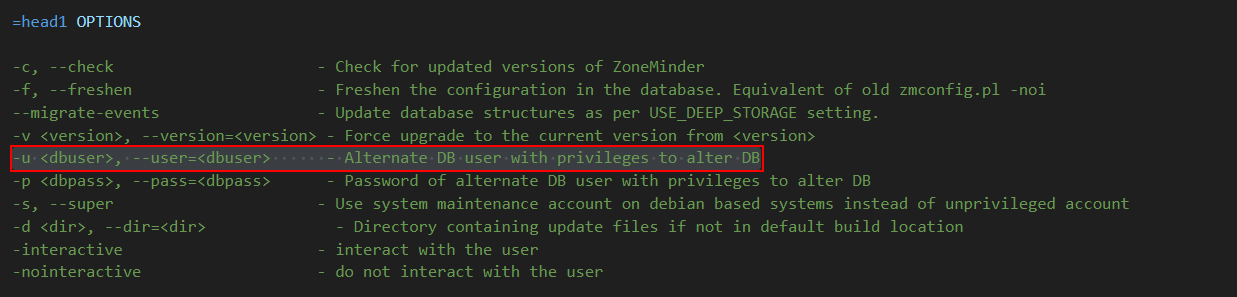 =head1 OPTIONS
-c, --check - Check for updated versions of ZoneMinder
-f, --freshen - Freshen the configuration in the database. Equivalent of old zmconfig.pl -noi
--migrate-events - Update database structures as per USE_DEEP_STORAGE setting.
-v <version>, --version=<version> - Force upgrade to the current version from <version>
-u <dbuser>, --user=<dbuser> - Alternate DB user with privileges to alter DB
-p <dbpass>, --pass=<dbpass> - Password of alternate DB user with privileges to alter DB
-s, --super - Use system maintenance account on debian based systems instead of unprivileged account
-d <dir>, --dir=<dir> - Directory containing update files if not in default build location
-interactive - interact with the user
-nointeractive - do not interact with the user